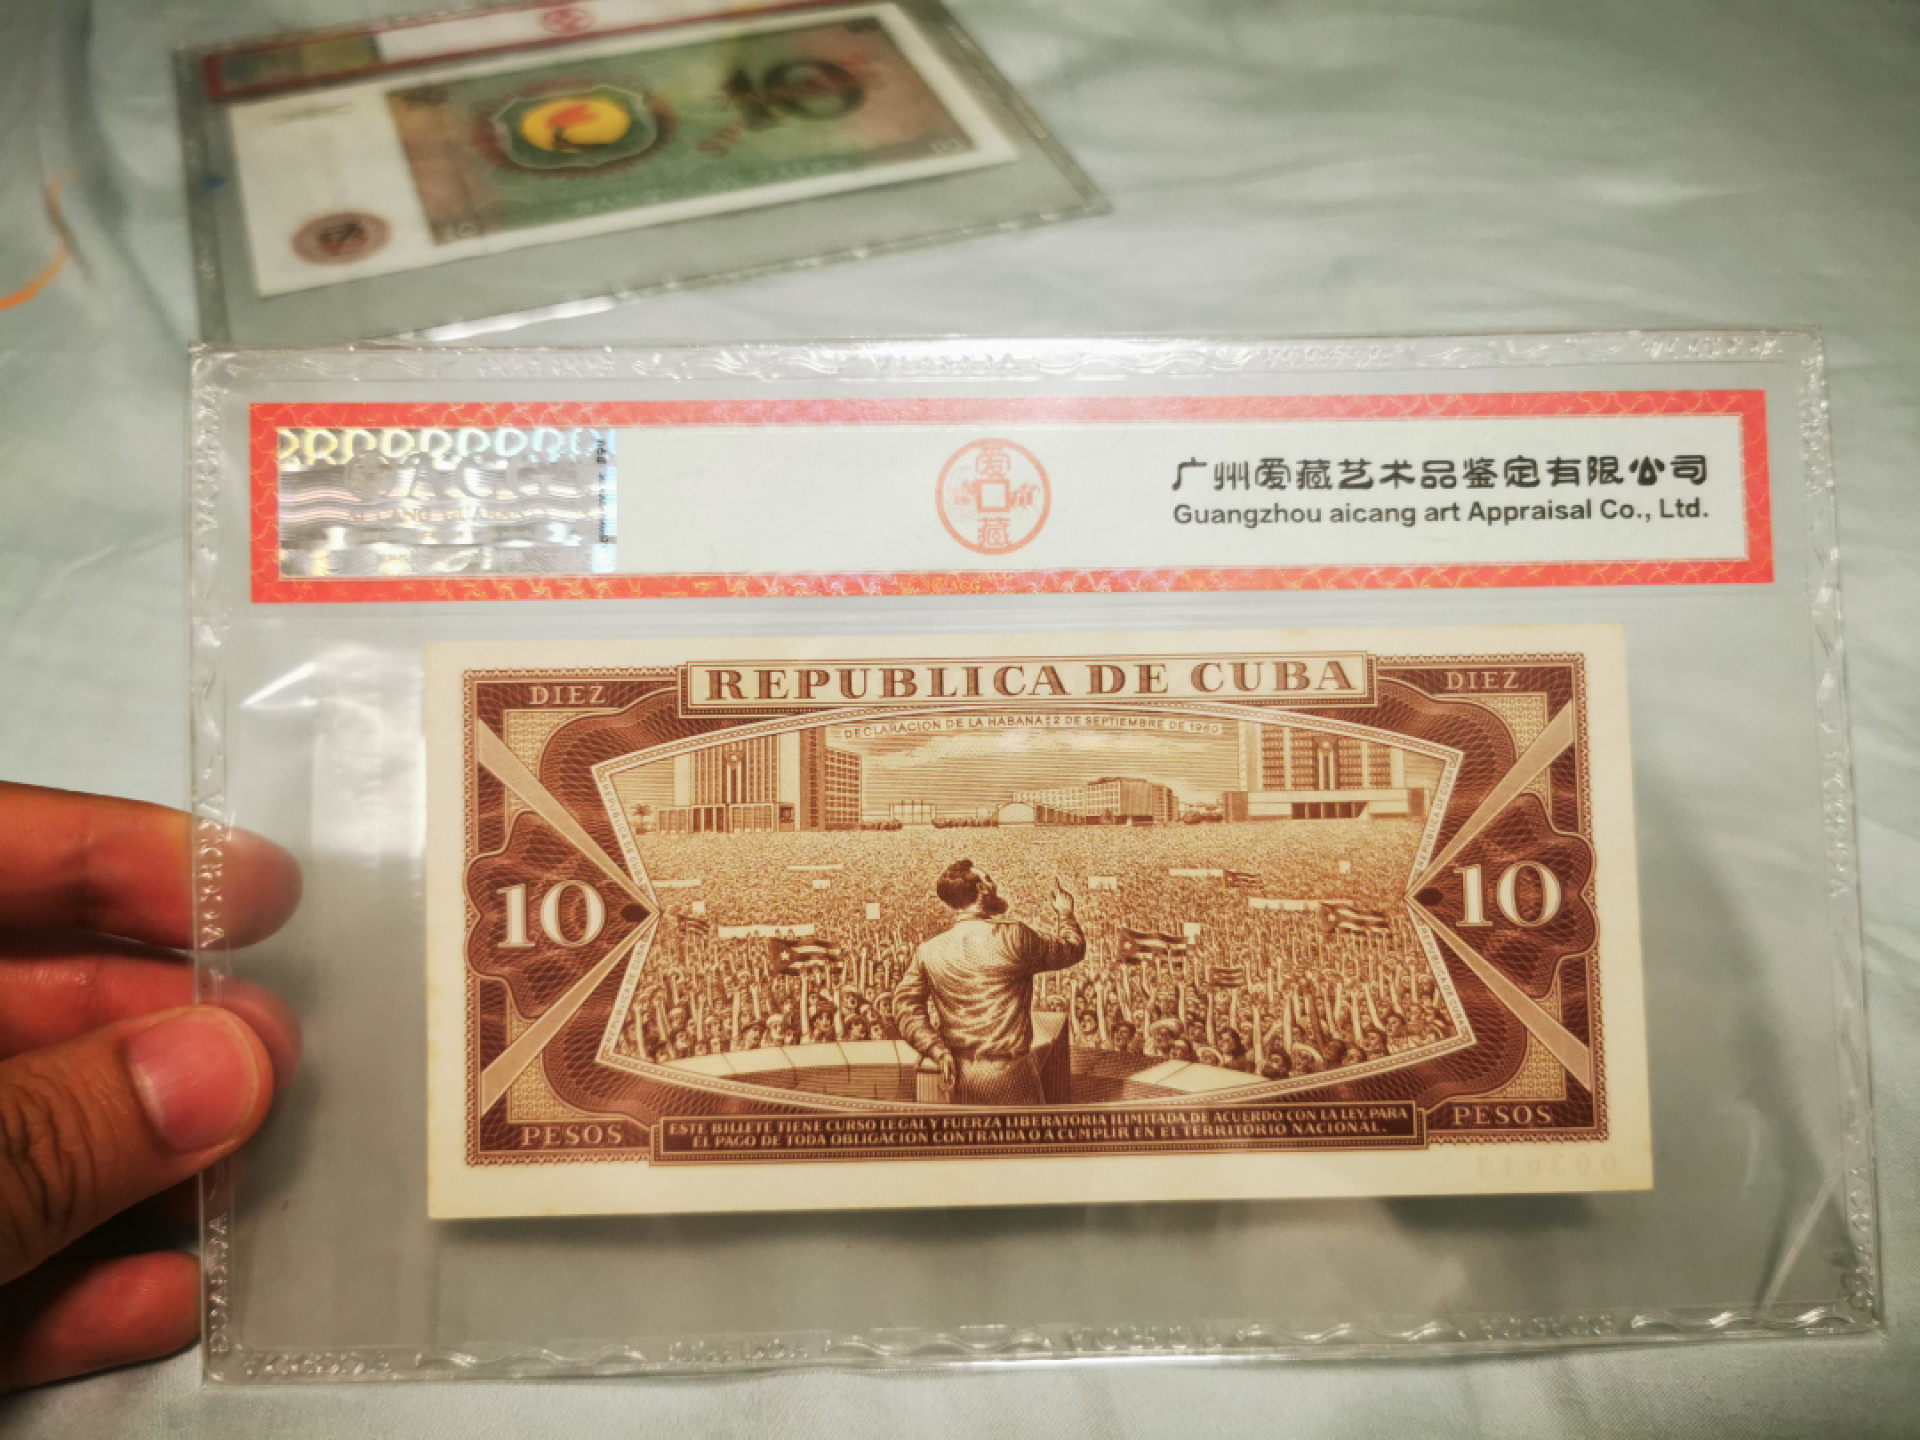 10
爱
藏
广州爱藏艺术品鉴定有限公司
Guangzhou aicang art Appraisal Co., Ltd.
REPUBLICA DE CUBA
DIEZ
DIEZ
DECLARACION DE LA HABANA 2 DE SEPTIEMBRE DE 1960
10
10
PESOS
PESOS
ESTE BILLETE TIENE CURSO LEGAL Y FUERZA LIBERATORIA ILIMITADA, DE ACUERDO CON LA LEY, PARA
EL PAGO DE TODA OBLIGACION CONTRAIDA O A CUMPLIR EN EL TERRITORIO NACIONAL.